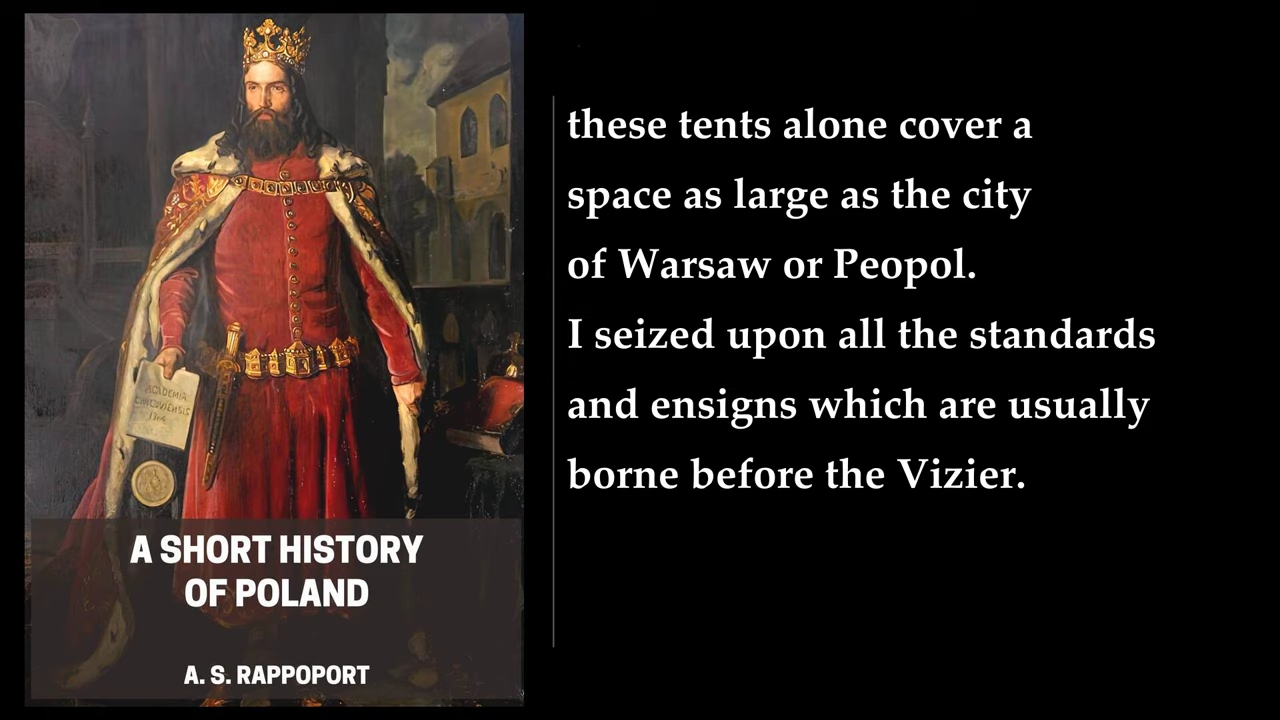 these tents alone cover a
space as large as the city
of Warsaw or Peopol.
I seized upon all the standards
and ensigns which are usually
borne before the Vizier.
ACADEMIA
A SHORT HISTORY
OF POLAND
A. S. RAPPOPORT